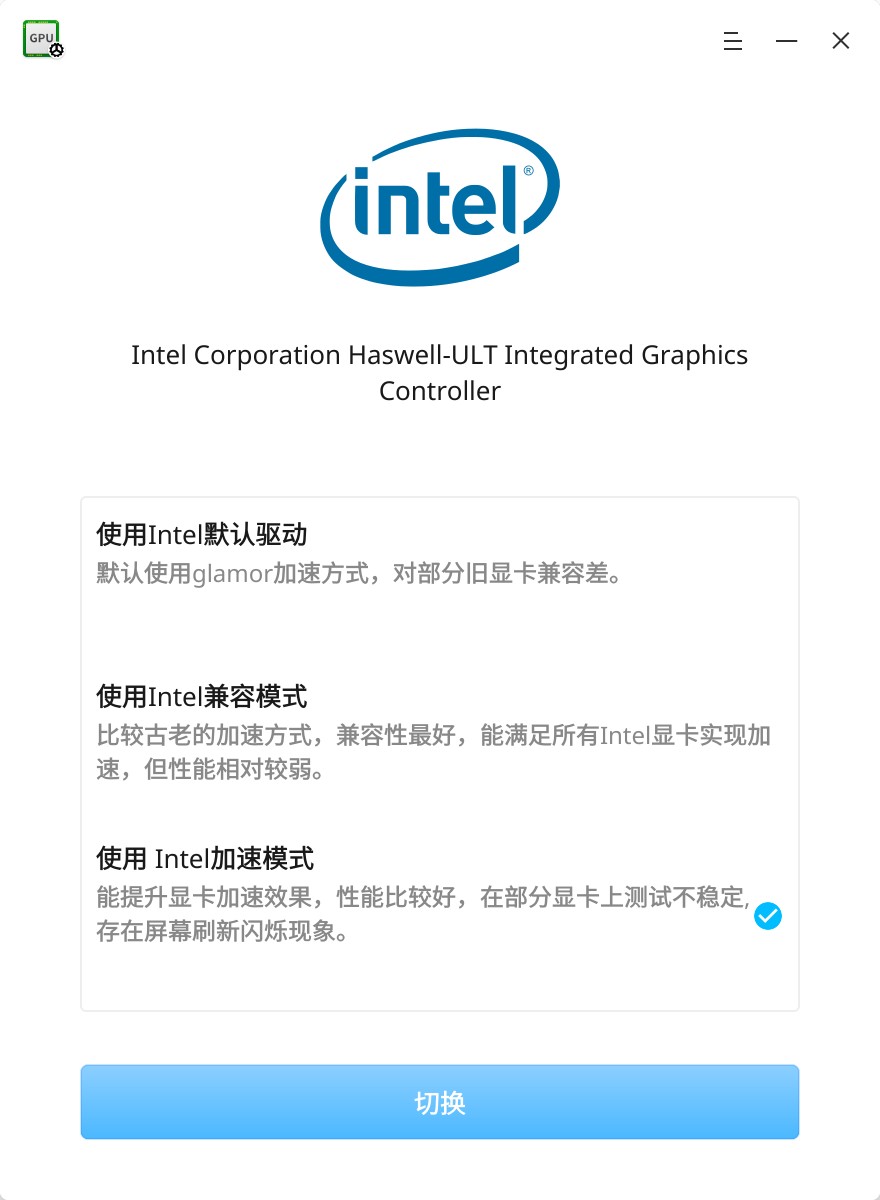 GPU
intel®
Intel Corporation Haswell-ULT Integrated Graphics
Controller
使用Intel默认驱动
默认使用glamor加速方式，对部分旧显卡兼容差。
使用Intel兼容模式
比较古老的加速方式，兼容性最好，能满足所有Intel显卡实现加
速，但性能相对较弱。
使用 Intel加速模式
能提升显卡加速效果，性能比较好，在部分显卡上测试不稳定,
存在屏幕刷新闪烁现象。
切换